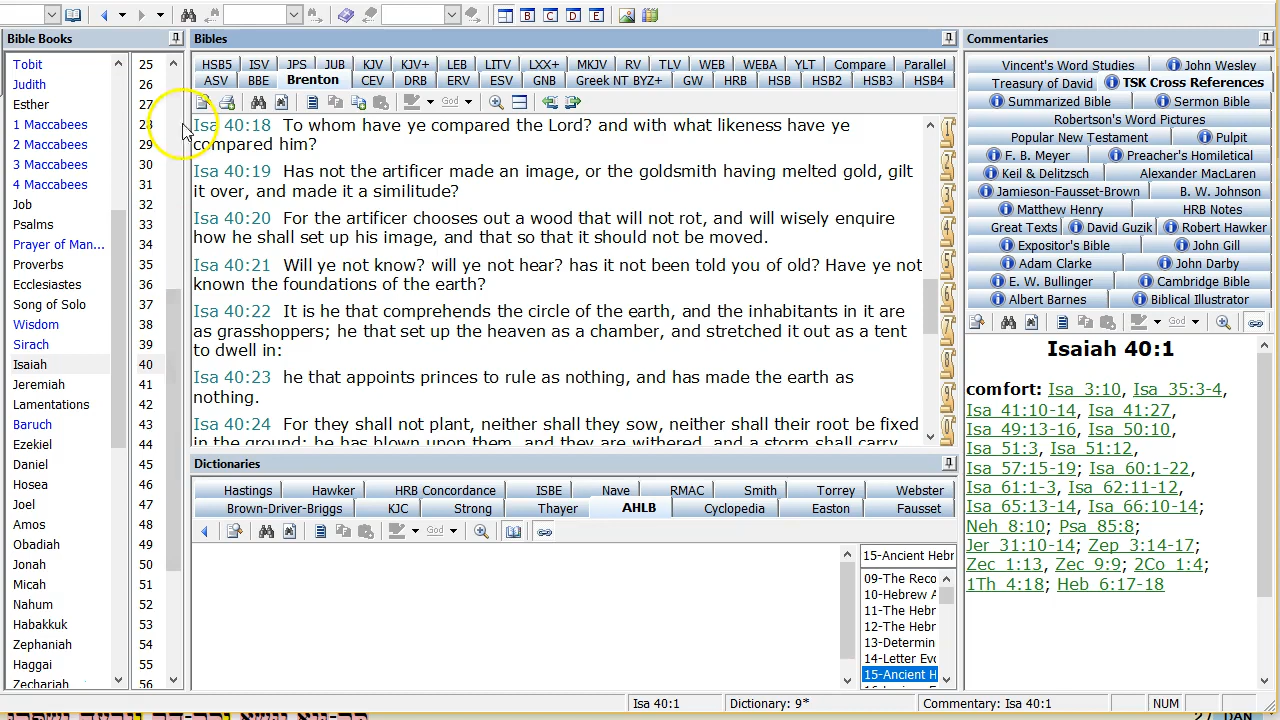 Bible Books
Tobit
Judith
Esther
1 Maccabees
2 Maccabees
3 Maccabees
4 Maccabees
Job
Psalms
Prayer of Man...
Proverbs
Ecclesiastes
Song of Solo
Wisdom
Sirach
Isaiah
Jeremiah
Lamentations
Baruch
Ezekiel
Daniel
Hosea
Joel
Amos
Obadiah
Jonah
Micah
Nahum
Habakkuk
Zephaniah
Haggai
Zechariah
25
26
27
28
29
30
31
32
33
34
35
36
37
38
39
40
41
42
43
44
45
46
47
48
49
50
51
52
53
54
55
56
B C D E
Bibles
HSB5 ISV JPS JUB KJV KJV+ LEB LITV LXX+ MKJV RV TLV WEB WEBA YLT Compare Parallel
ASV BBE Brenton CEV DRB ERV ESV GNB Greek NT BYZ+ GW HRB HSB HSB2 HSB3 HSB4
God
Isa 40:18 To whom have ye compared the Lord? and with what likeness have ye
compared him?
Isa 40:19 Has not the artificer made an image, or the goldsmith having melted gold, gilt
it over, and made it a similitude?
Isa 40:20 For the artificer chooses out a wood that will not rot, and will wisely enquire
how he shall set up his image, and that so that it should not be moved.
Isa 40:21 Will ye not know? will ye not hear? has it not been told you of old? Have ye not
known the foundations of the earth?
Isa 40:22 It is he that comprehends the circle of the earth, and the inhabitants in it are
as grasshoppers; he that set up the heaven as a chamber, and stretched it out as a tent
to dwell in:
Isa 40:23 he that appoints princes to rule as nothing, and has made the earth as
nothing.
Isa 40:24 For they shall not plant, neither shall they sow, neither shall their root be fixed
in the ground: he has blown upon them, and they are withered, and a storm shall carry
Dictionaries
Hastings Hawker HRB Concordance ISBE Nave RMAC Smith Torrey Webster
Brown-Driver-Briggs KJC Strong Thayer AHLB Cyclopedia Easton Fausset
God
15-Ancient Hebr
09-The Reco
10-Hebrew A
11-The Hebr
12-The Hebr
13-Determin
14-Letter Evo
15-Ancient H
Commentaries
Vincent's Word Studies John Wesley
Treasury of David TSK Cross References
Summarized Bible Sermon Bible
Robertson's Word Pictures
Popular New Testament Pulpit
F. B. Meyer Preacher's Homiletical
Keil & Delitzsch Alexander MacLaren
Jamieson-Fausset-Brown B. W. Johnson
Matthew Henry HRB Notes
Great Texts David Guzik Robert Hawker
Expositor's Bible John Gill
Adam Clarke John Darby
E. W. Bullinger Cambridge Bible
Albert Barnes Biblical Illustrator
God
Isaiah 40:1
comfort: Isa 3:10, Isa 35:3-4,
Isa 41:10-14, Isa 41:27,
Isa 49:13-16, Isa 50:10,
Isa 51:3, Isa 51:12,
Isa 57:15-19; Isa 60:1-22,
Isa 61:1-3, Isa 62:11-12,
Isa 65:13-14, Isa 66:10-14;
Neh 8:10; Psa 85:8;
Jer 31:10-14; Zep 3:14-17;
Zec 1:13, Zec 9:9; 2Co 1:4;
1Th 4:18; Heb 6:17-18
Isa 40:1 Dictionary: 9* Commentary: Isa 40:1 NUM
27 DAN